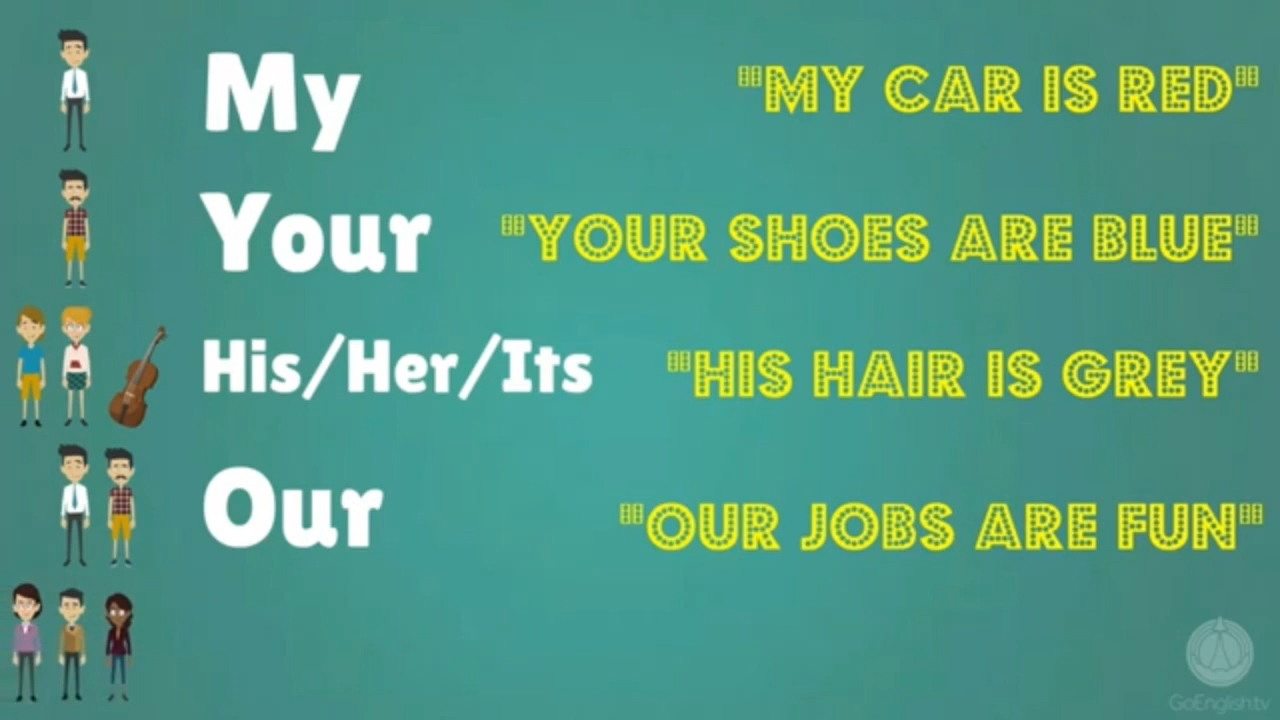 My "MY CAR IS RED"
Your "YOUR SHOES ARE BLUE"
His/Her/Its "HIS HAIR IS GREY"
Our "OUR JOBS ARE FUN"
GoEnglish.tv